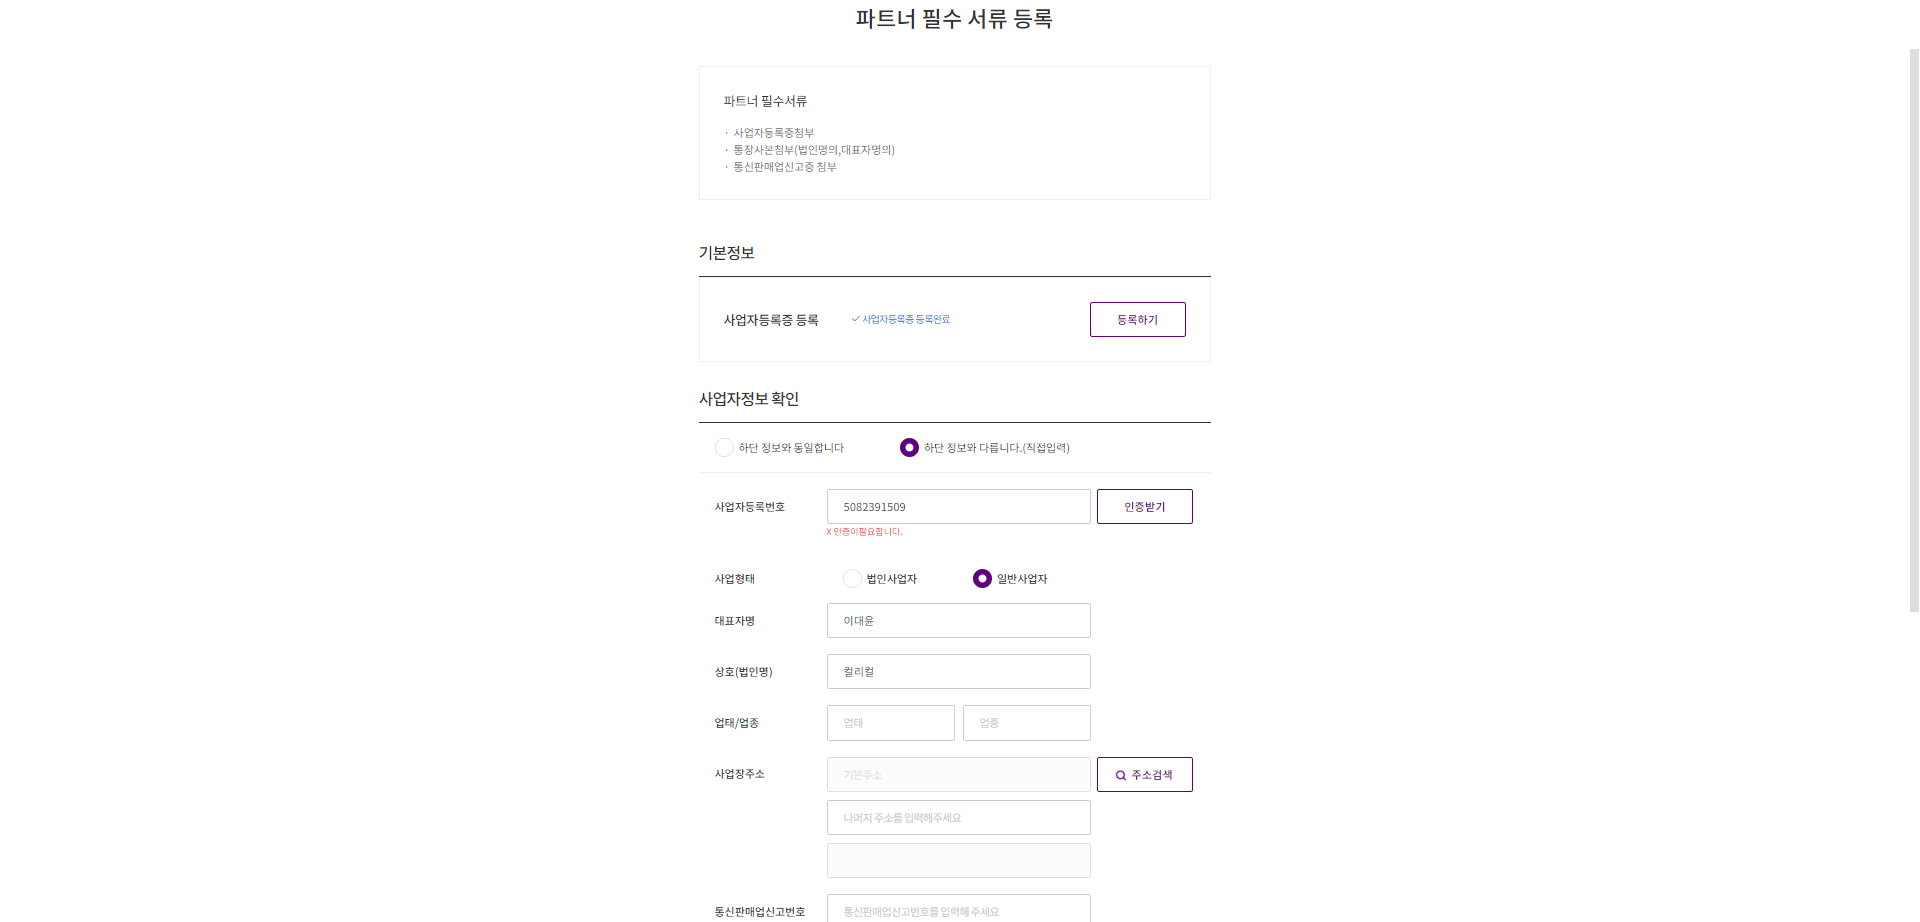 파트너 필수 서류 등록
파트너 필수서류
· 사업자등록증첨부
· 통장사본첨부(법인명의,대표자명의)
· 통신판매업신고증 첨부
기본정보
사업자등록증 등록 ✓ 사업자등록증 등록완료 등록하기
사업자정보 확인
하단 정보와 동일합니다 하단 정보와 다릅니다.(직접입력)
사업자등록번호 5082391509 인증받기
X 인증이필요합니다.
사업형태 법인사업자 일반사업자
대표자명 이대윤
상호(법인명) 컬리컬
업태/업종 업태 업종
사업장주소 기본주소 주소검색
나머지 주소를 입력해주세요
통신판매업신고번호 통신판매업신고번호를 입력해 주세요